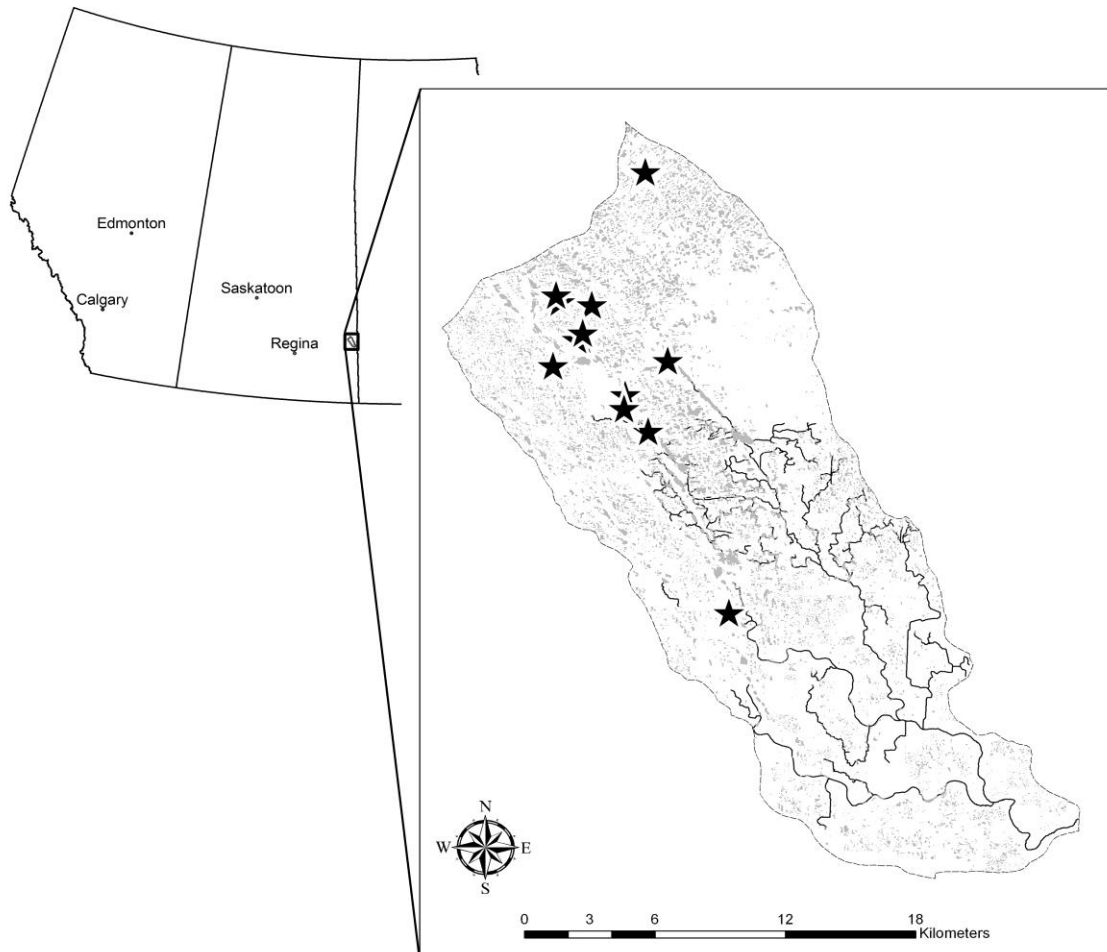 Edmonton
Calgary
Saskatoon
Regina
N
W E
S
0 3 6 12 18
Kilometers